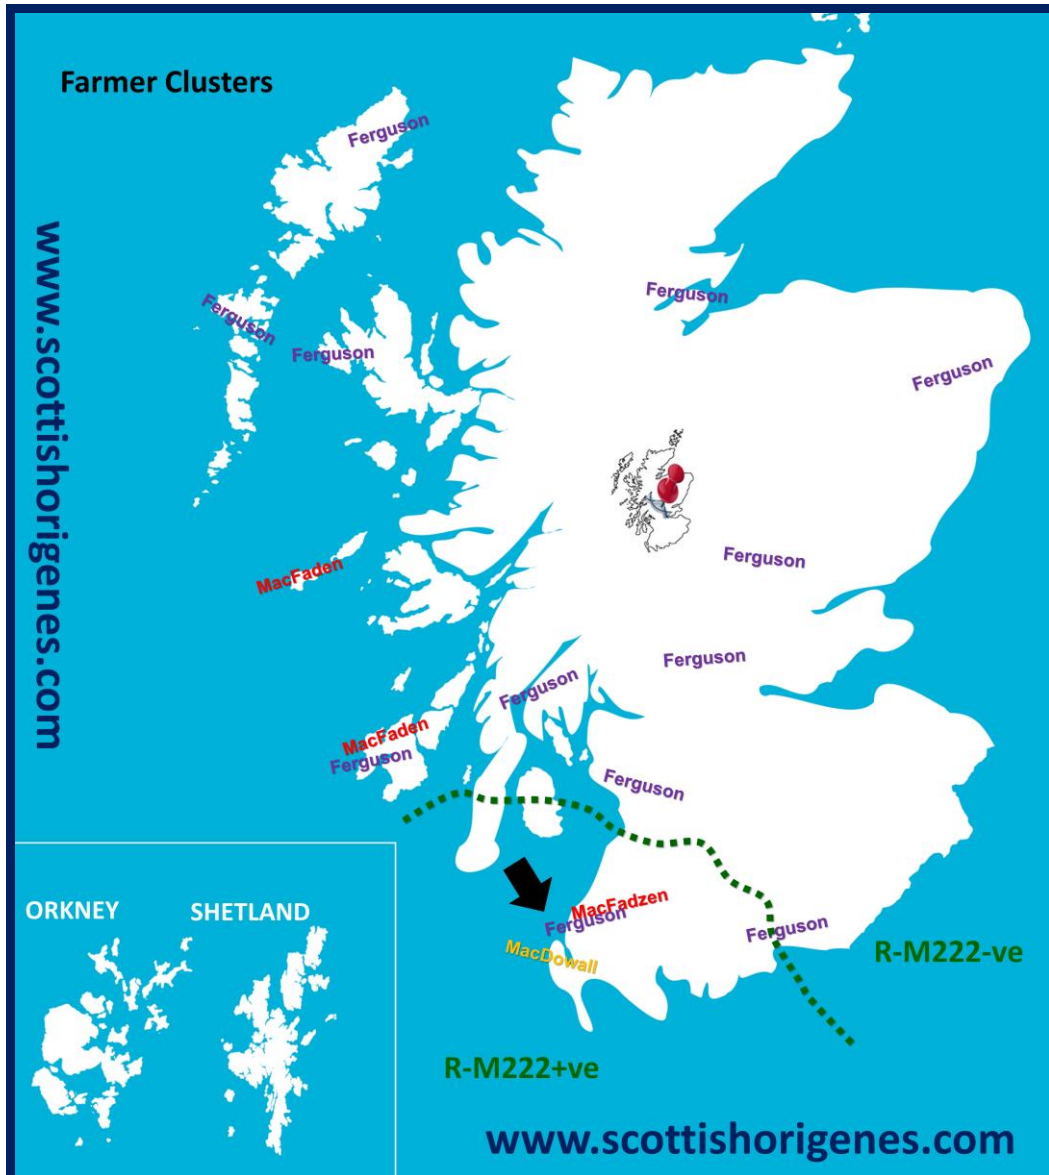 Farmer Clusters
Ferguson
www.scottishorigenes.com
Ferguson
Ferguson
Ferguson
Ferguson
MacFaden
Ferguson
Ferguson
Ferguson
MacFaden
Ferguson
Ferguson
MacFadzen
Ferguson
MacDowall
Ferguson
R-M222-ve
ORKNEY
SHETLAND
R-M222+ve
www.scottishorigenes.com